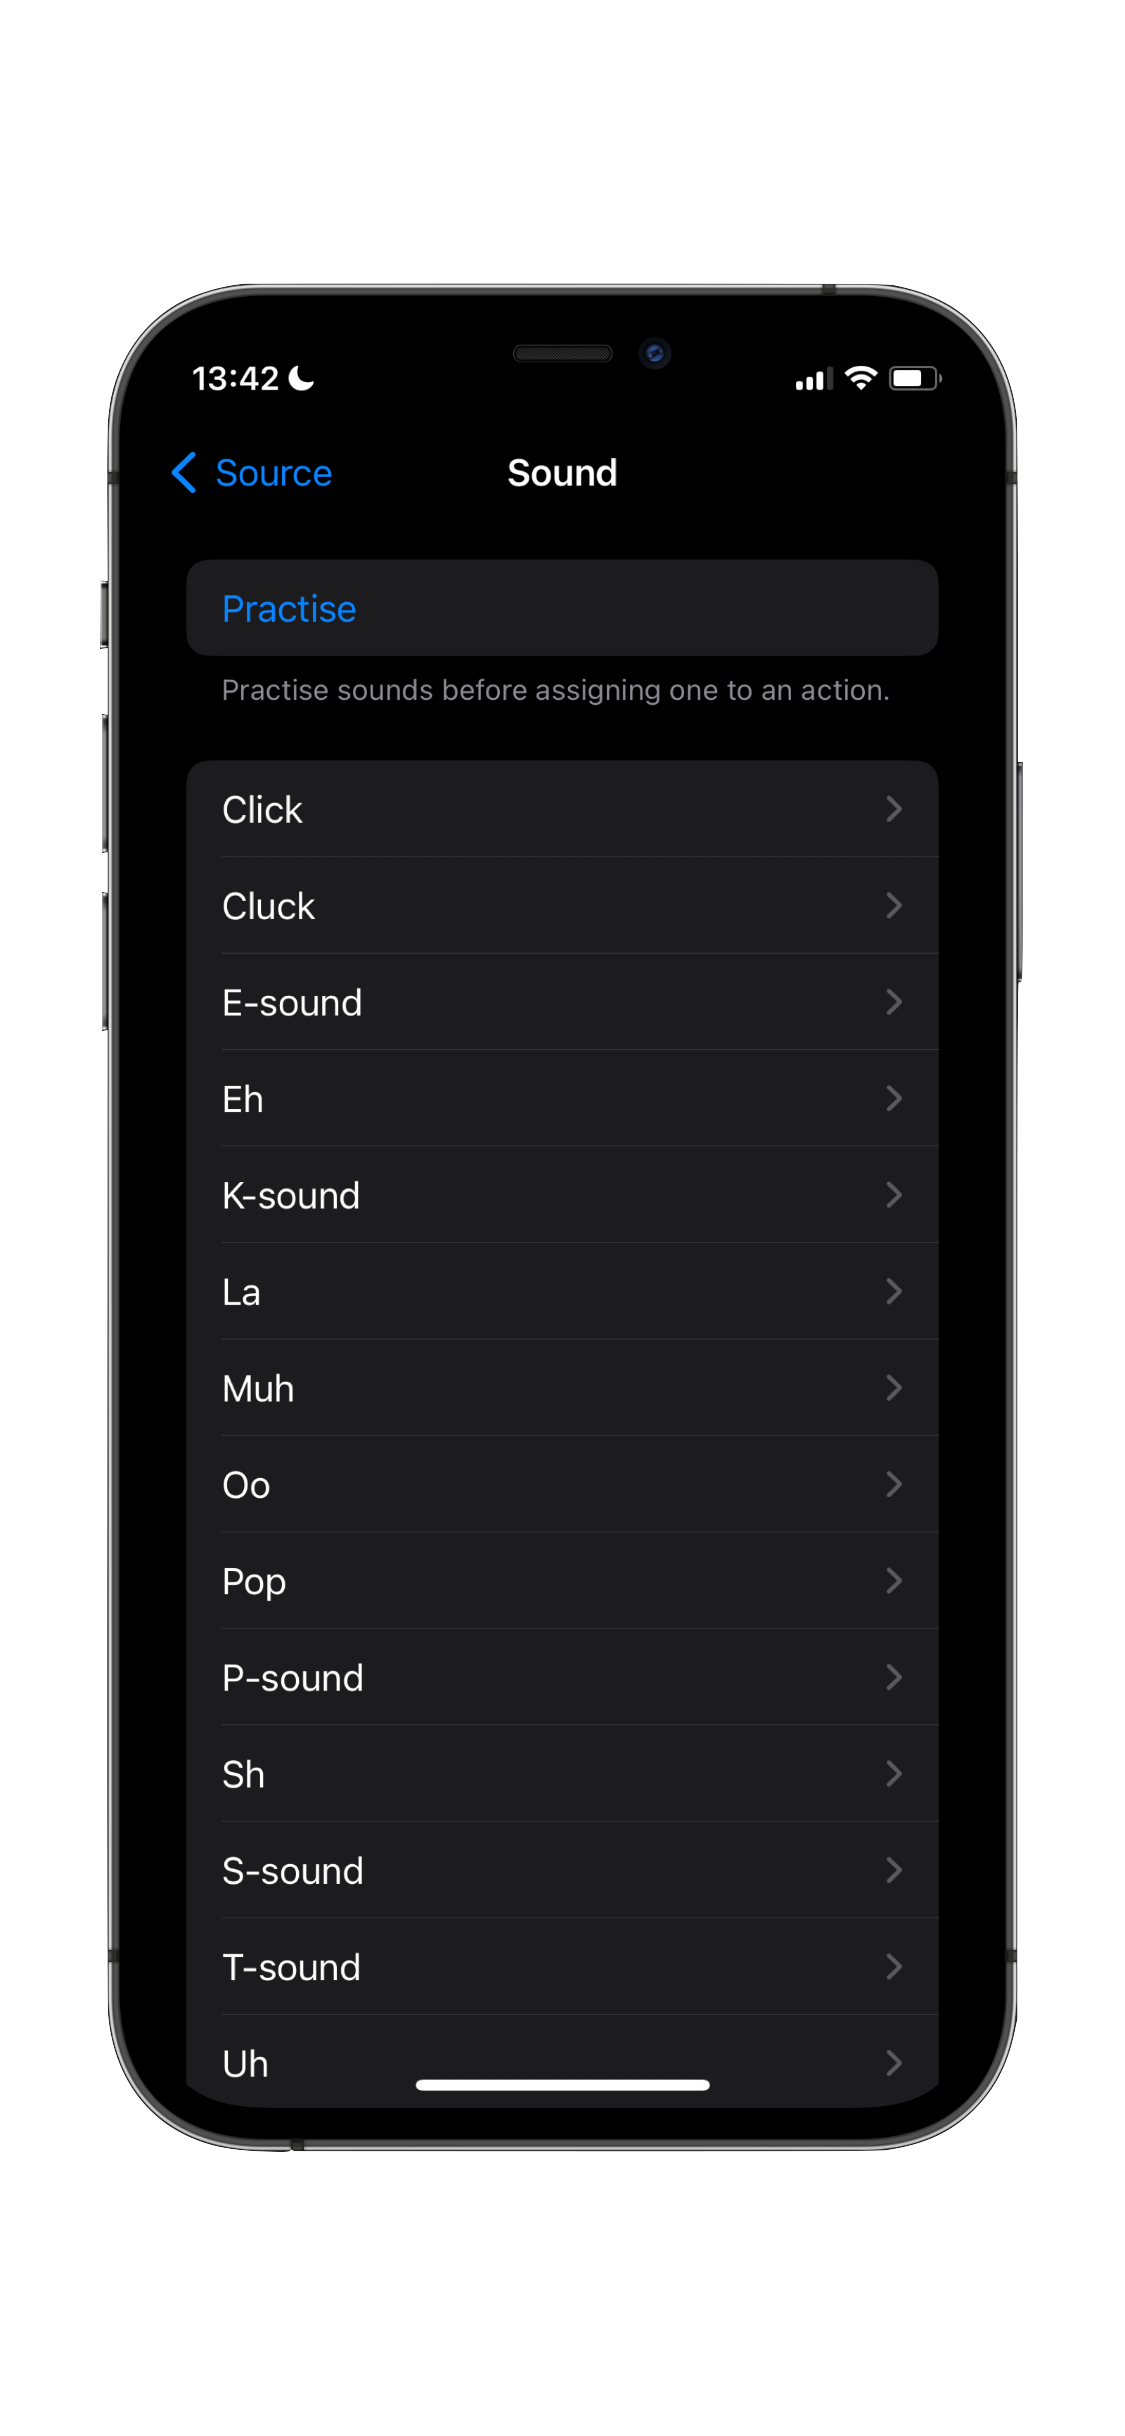 13:42
Source
Sound
Practise
Practise sounds before assigning one to an action.
Click
Cluck
E-sound
Eh
K-sound
La
Muh
Oo
Pop
P-sound
Sh
S-sound
T-sound
Uh